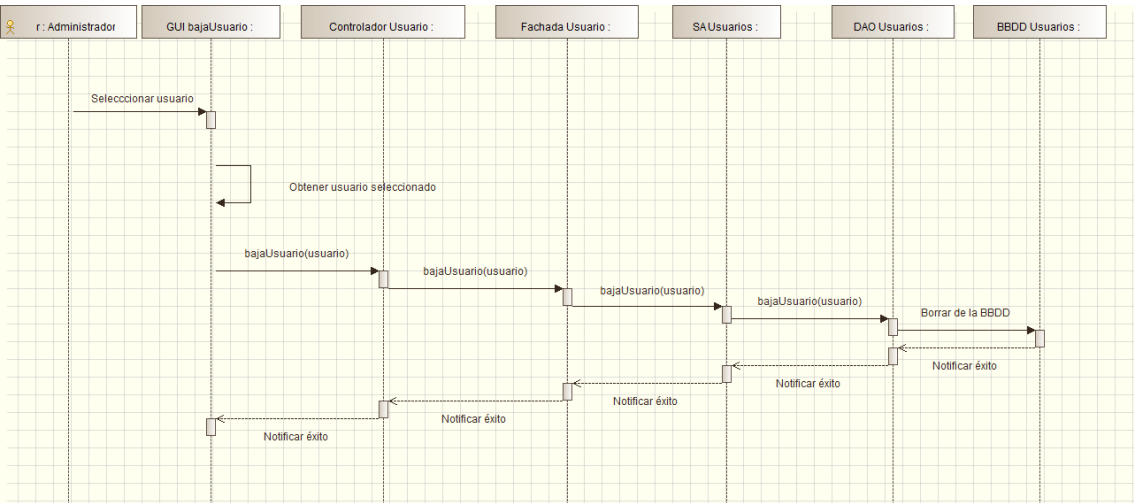 r : Administrador
GUI bajaUsuario :
Controlador Usuario :
Fachada Usuario :
SA Usuarios :
DAO Usuarios :
BBDD Usuarios :
Selecccionar usuario
Obtener usuario seleccionado
bajaUsuario(usuario)
bajaUsuario(usuario)
bajaUsuario(usuario)
bajaUsuario(usuario)
Borrar de la BBDD
Notificar éxito
Notificar éxito
Notificar éxito
Notificar éxito
Notificar éxito